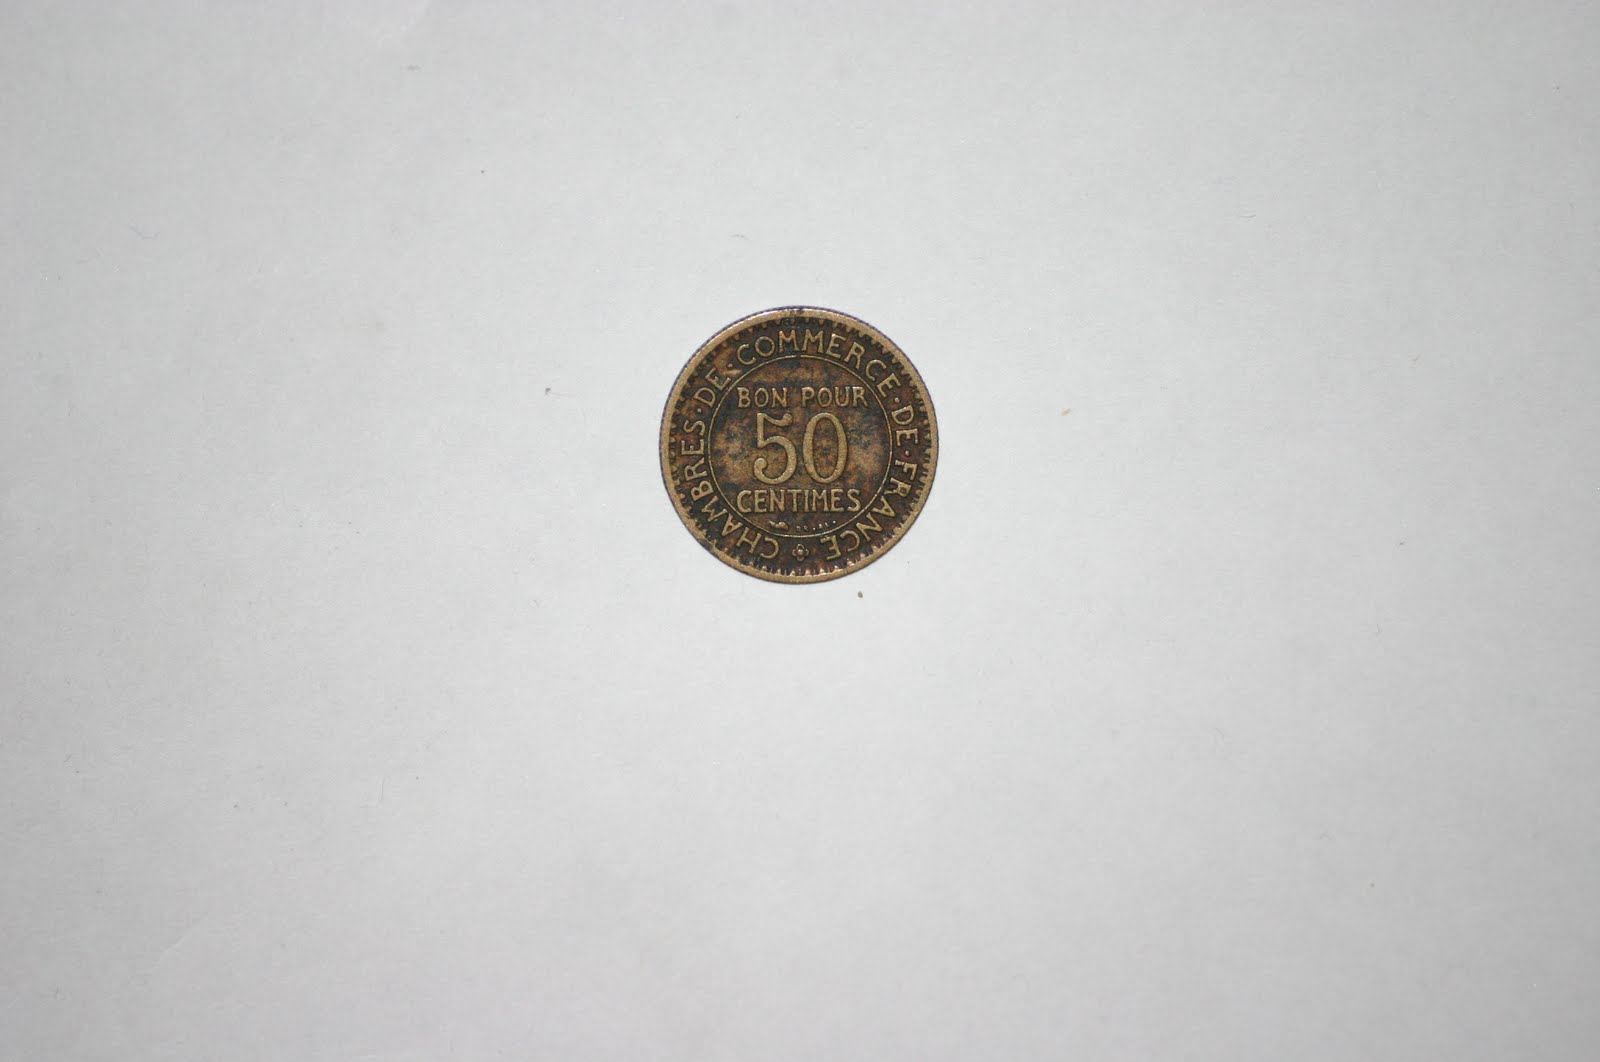 CHAMBRES·DE·COMMERCE·DE·FRANCE
BON POUR
50
CENTIMES